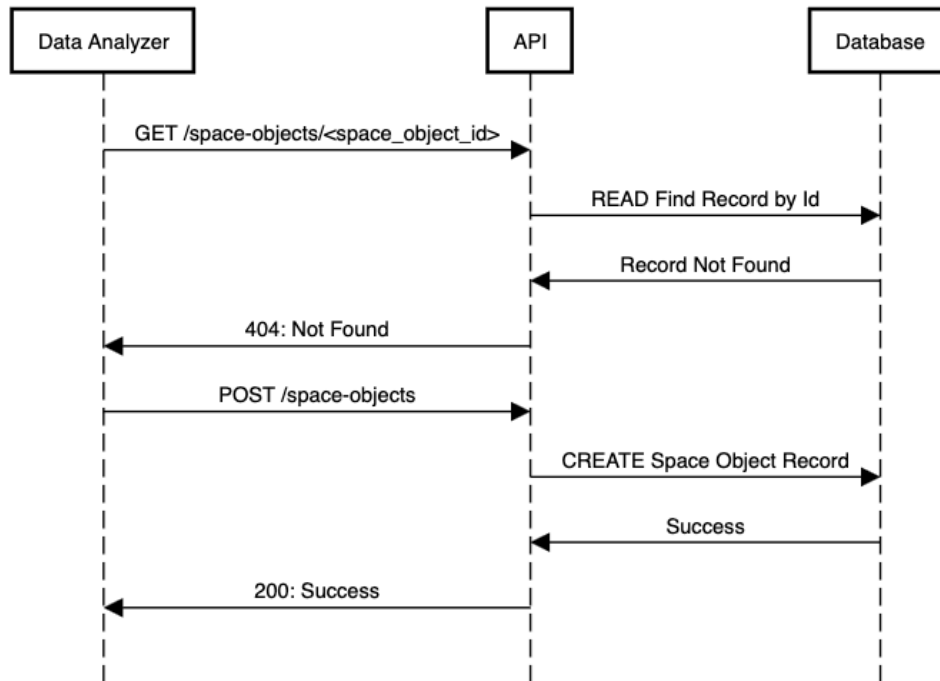 Data Analyzer
API
Database
GET /space-objects/<space_object_id>
READ Find Record by Id
Record Not Found
404: Not Found
POST /space-objects
CREATE Space Object Record
Success
200: Success